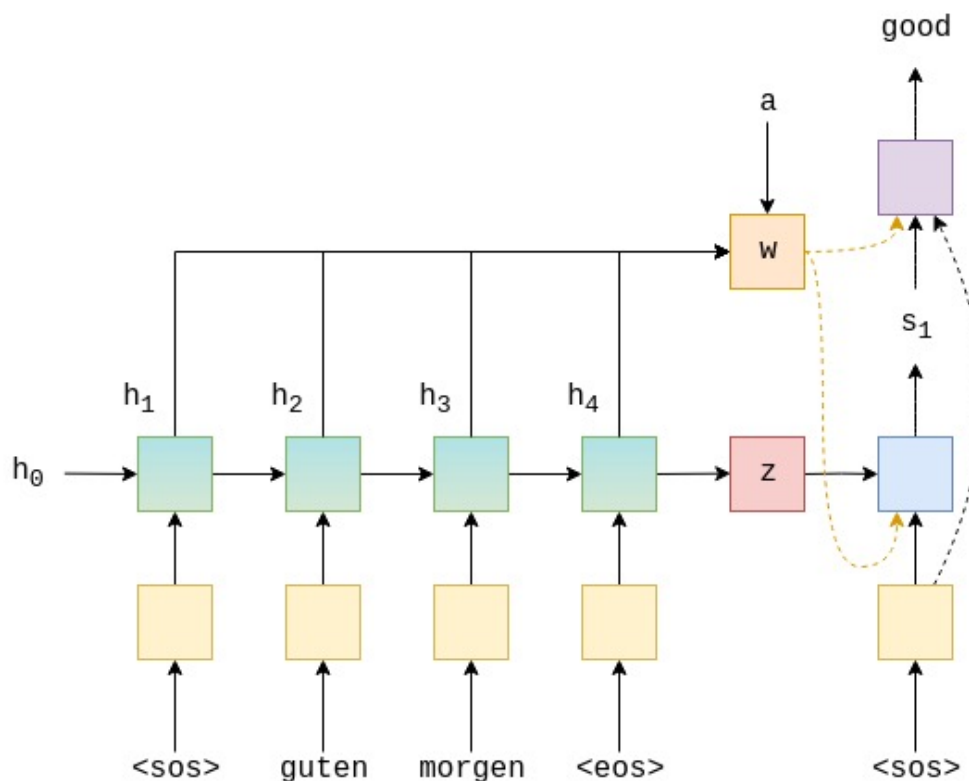 good
a
w
s₁
h₁ h₂ h₃ h₄
h₀
z
<sos> guten morgen <eos> <sos>